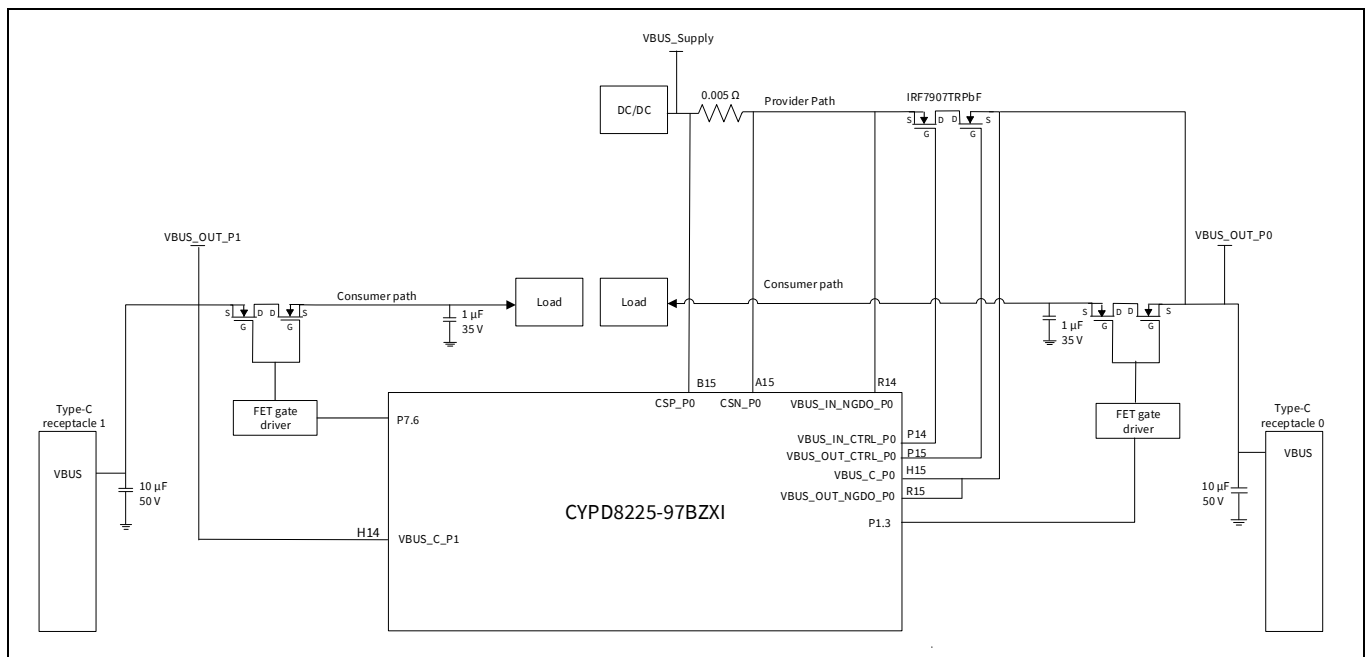 VBUS_Supply
DC/DC
0.005 Ω
Provider Path
IRF7907TRPbF
S
D
D
S
G
G
VBUS_OUT_P1
VBUS_OUT_P0
Consumer path
Load
Load
Consumer path
S
D
D
S
G
G
1 µF
35 V
1 µF
35 V
S
D
D
S
G
G
Type-C
receptacle 1
VBUS
10 µF
50 V
FET gate
driver
P7.6
B15
A15
R14
CSP_P0
CSN_P0
VBUS_IN_NGDO_P0
VBUS_IN_CTRL_P0
P14
VBUS_OUT_CTRL_P0
P15
VBUS_C_P0
H15
VBUS_OUT_NGDO_P0
R15
P1.3
CYPD8225-97BZXI
H14
VBUS_C_P1
FET gate
driver
Type-C
receptacle 0
VBUS
10 µF
50 V